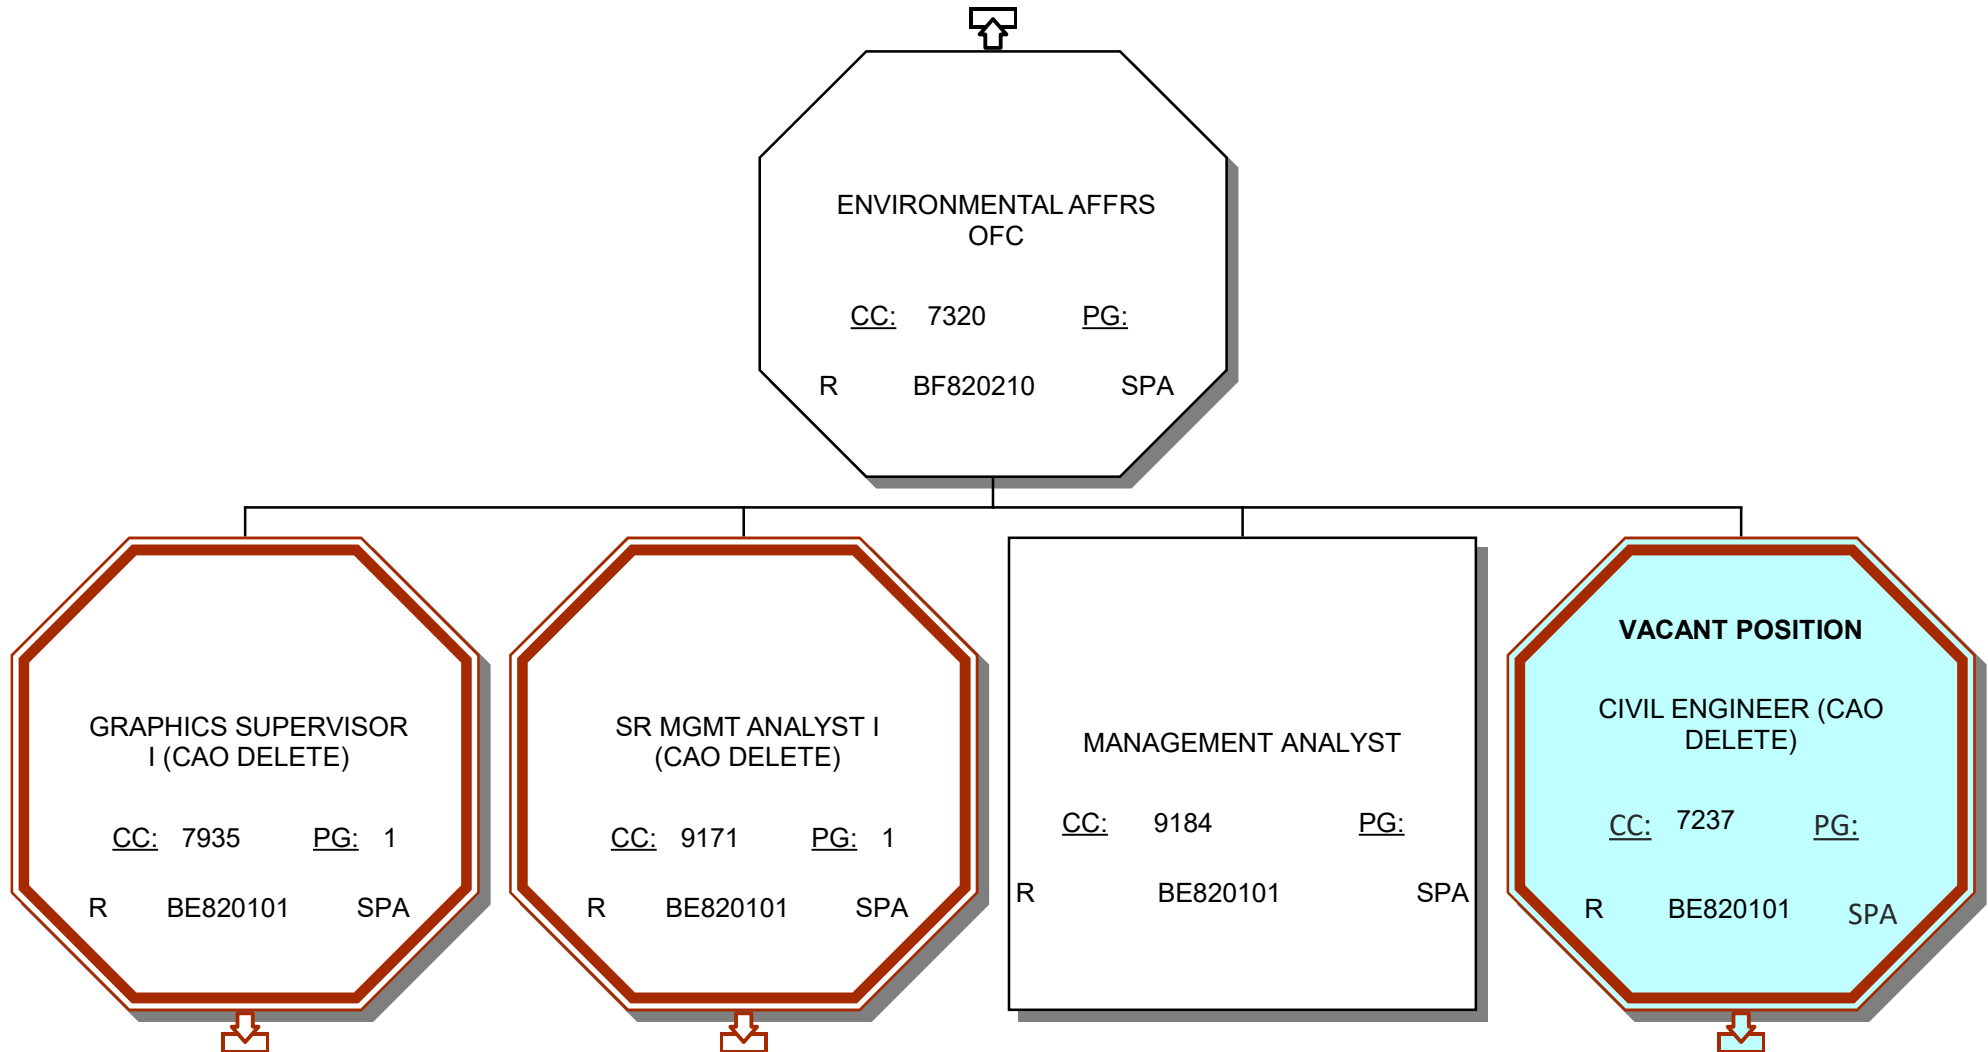 ENVIRONMENTAL AFFRS
OFC
CC: 7320 PG:
R BF820210 SPA
GRAPHICS SUPERVISOR
I (CAO DELETE)
CC: 7935 PG: 1
R BE820101 SPA
SR MGMT ANALYST I
(CAO DELETE)
CC: 9171 PG: 1
R BE820101 SPA
MANAGEMENT ANALYST
CC: 9184 PG:
R BE820101 SPA
VACANT POSITION
CIVIL ENGINEER (CAO
DELETE)
CC: 7237 PG:
R BE820101 SPA